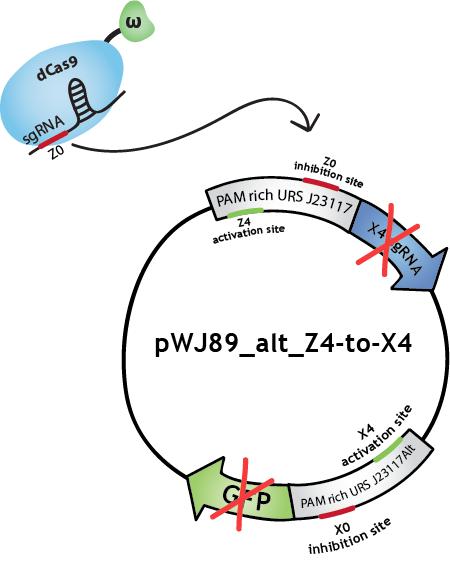 ω
dCas9
sgRNA
Z0
Z0
inhibition site
PAM rich URS J23117
Z4
activation site
X4 gRNA
pWJ89_alt_Z4-to-X4
X4
activation site
PAM rich URS J23117Alt
GFP
X0
inhibition site